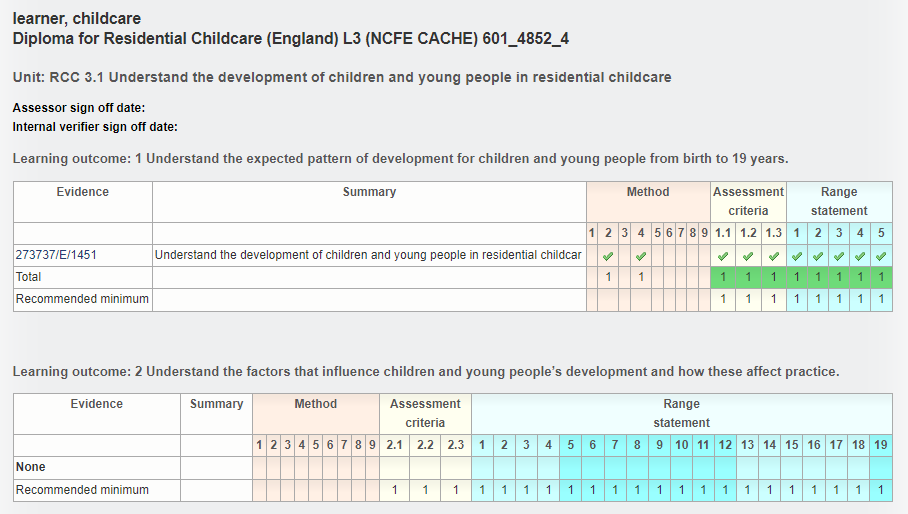 learner, childcare
Diploma for Residential Childcare (England) L3 (NCFE CACHE) 601_4852_4
Unit: RCC 3.1 Understand the development of children and young people in residential childcare
Assessor sign off date:
Internal verifier sign off date:
Learning outcome: 1 Understand the expected pattern of development for children and young people from birth to 19 years.
Evidence Summary Method Assessment criteria Range statement
1 2 3 4 5 6 7 8 9 1.1 1.2 1.3 1 2 3 4 5
273737/E/1451 Understand the development of children and young people in residential childcar ✓ ✓ ✓ ✓ ✓ ✓ ✓ ✓ ✓ ✓
Total 1 1 1 1 1 1 1 1 1 1
Recommended minimum 1 1 1 1 1 1 1 1
Learning outcome: 2 Understand the factors that influence children and young people’s development and how these affect practice.
Evidence Summary Method Assessment criteria Range statement
1 2 3 4 5 6 7 8 9 2.1 2.2 2.3 1 2 3 4 5 6 7 8 9 10 11 12 13 14 15 16 17 18 19
None
Recommended minimum 1 1 1 1 1 1 1 1 1 1 1 1 1 1 1 1 1 1 1 1 1 1